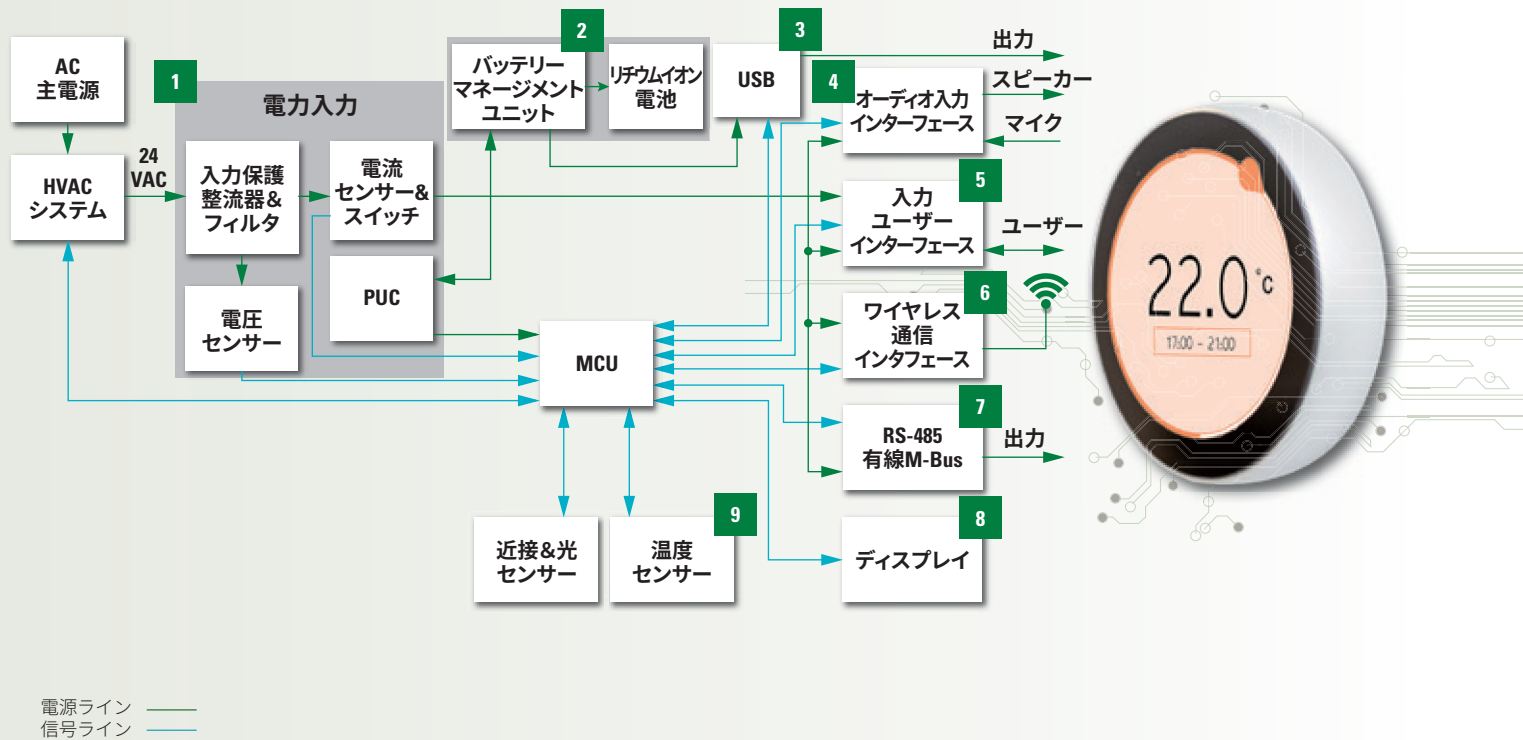 AC
主電源
HVAC
システム
24
VAC
1
電力入力
入力保護
整流器&
フィルタ
電流
センサー&
スイッチ
電圧
センサー
PUC
2
バッテリー
マネージメント
ユニット
リチウムイオン
電池
3
USB
出力
4
オーディオ入力
インターフェース
スピーカー
マイク
5
入力
ユーザー
インターフェース
ユーザー
6
ワイヤレス
通信
インタフェース
MCU
7
RS-485
有線M-Bus
出力
8
ディスプレイ
近接&光
センサー
9
温度
センサー
22.0°C
17:00 - 21:00
電源ライン
信号ライン